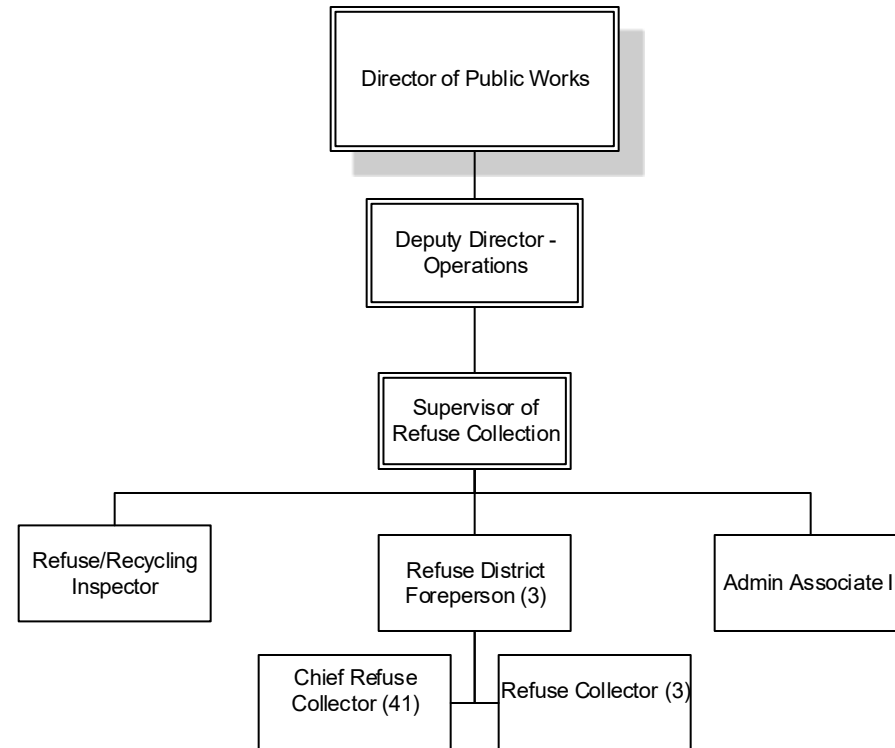 Director of Public Works
Deputy Director -
Operations
Supervisor of
Refuse Collection
Refuse/Recycling
Inspector
Refuse District
Foreperson (3)
Admin Associate I
Chief Refuse
Collector (41)
Refuse Collector (3)